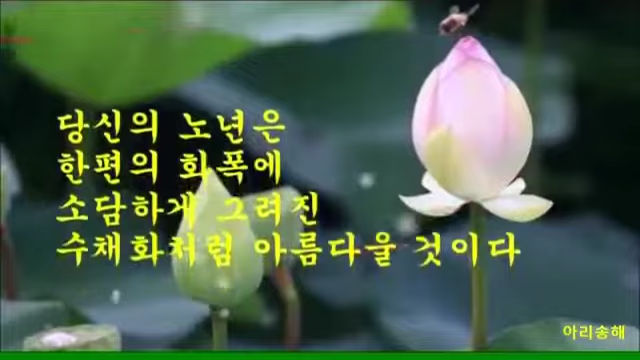 당신의 노년은
한편의 화폭에
소담하게 그려진
수채화처럼 아름다울 것이다
아리송해